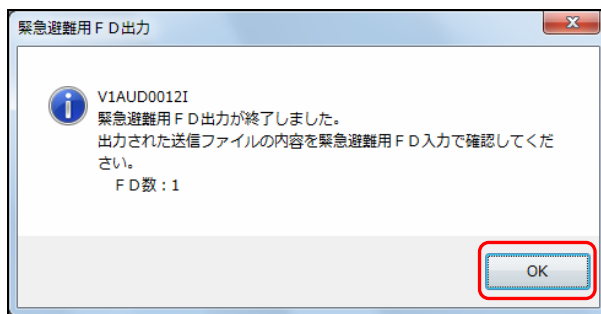 緊急避難用ＦＤ出力
V1AUD0012I
緊急避難用ＦＤ出力が終了しました。
出力された送信ファイルの内容を緊急避難用ＦＤ入力で確認してくだ
さい。
　ＦＤ数：1
OK